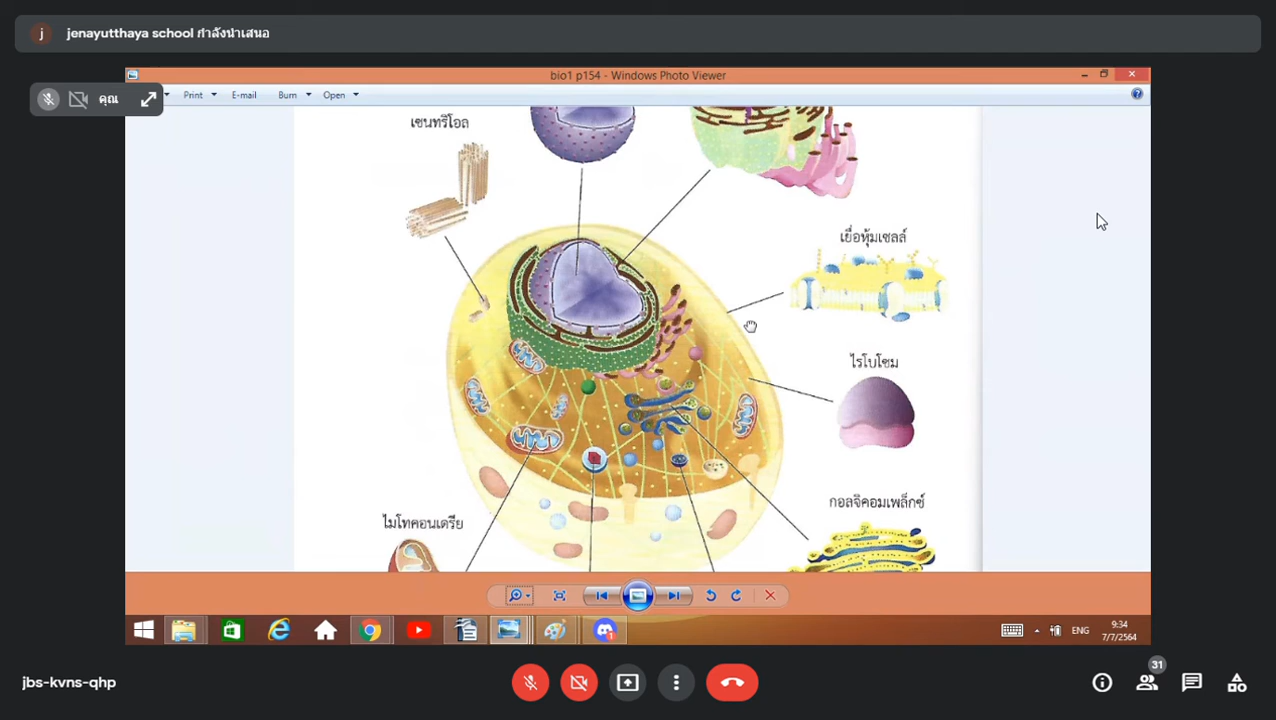 j jenayutthaya school กำลังนำเสนอ
bio1 p154 - Windows Photo Viewer
คุณ
Print E-mail Burn Open
เซนทริโอล
เยื่อหุ้มเซลล์
ไรโบโซม
กอลจิคอมเพล็กซ์
ไมโทคอนเดรีย
ENG
9:34
7/7/2564
31
jbs-kvns-qhp